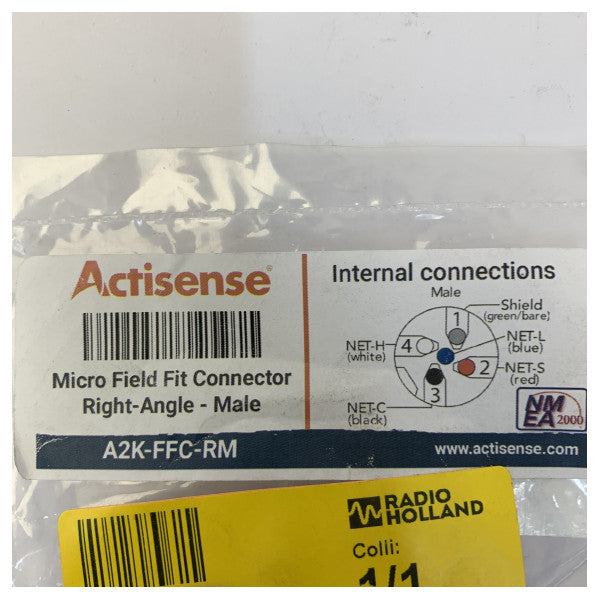 Actisense®
Micro Field Fit Connector
Right-Angle - Male
A2K-FFC-RM
Internal connections
Male
Shield
(green/bare)
NET-L
(blue)
NET-S
(red)
NET-H
(white)
NET-C
(black)
1
4
2
3
NMEA 2000
www.actisense.com
RADIO
HOLLAND
Colli:
1/1